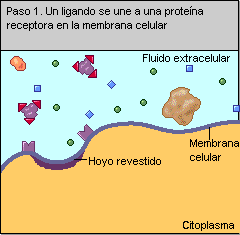 Paso 1. Un ligando se une a una proteína
receptora en la membrana celular
Fluido extracelular
Membrana
celular
Hoyo revestido
Citoplasma